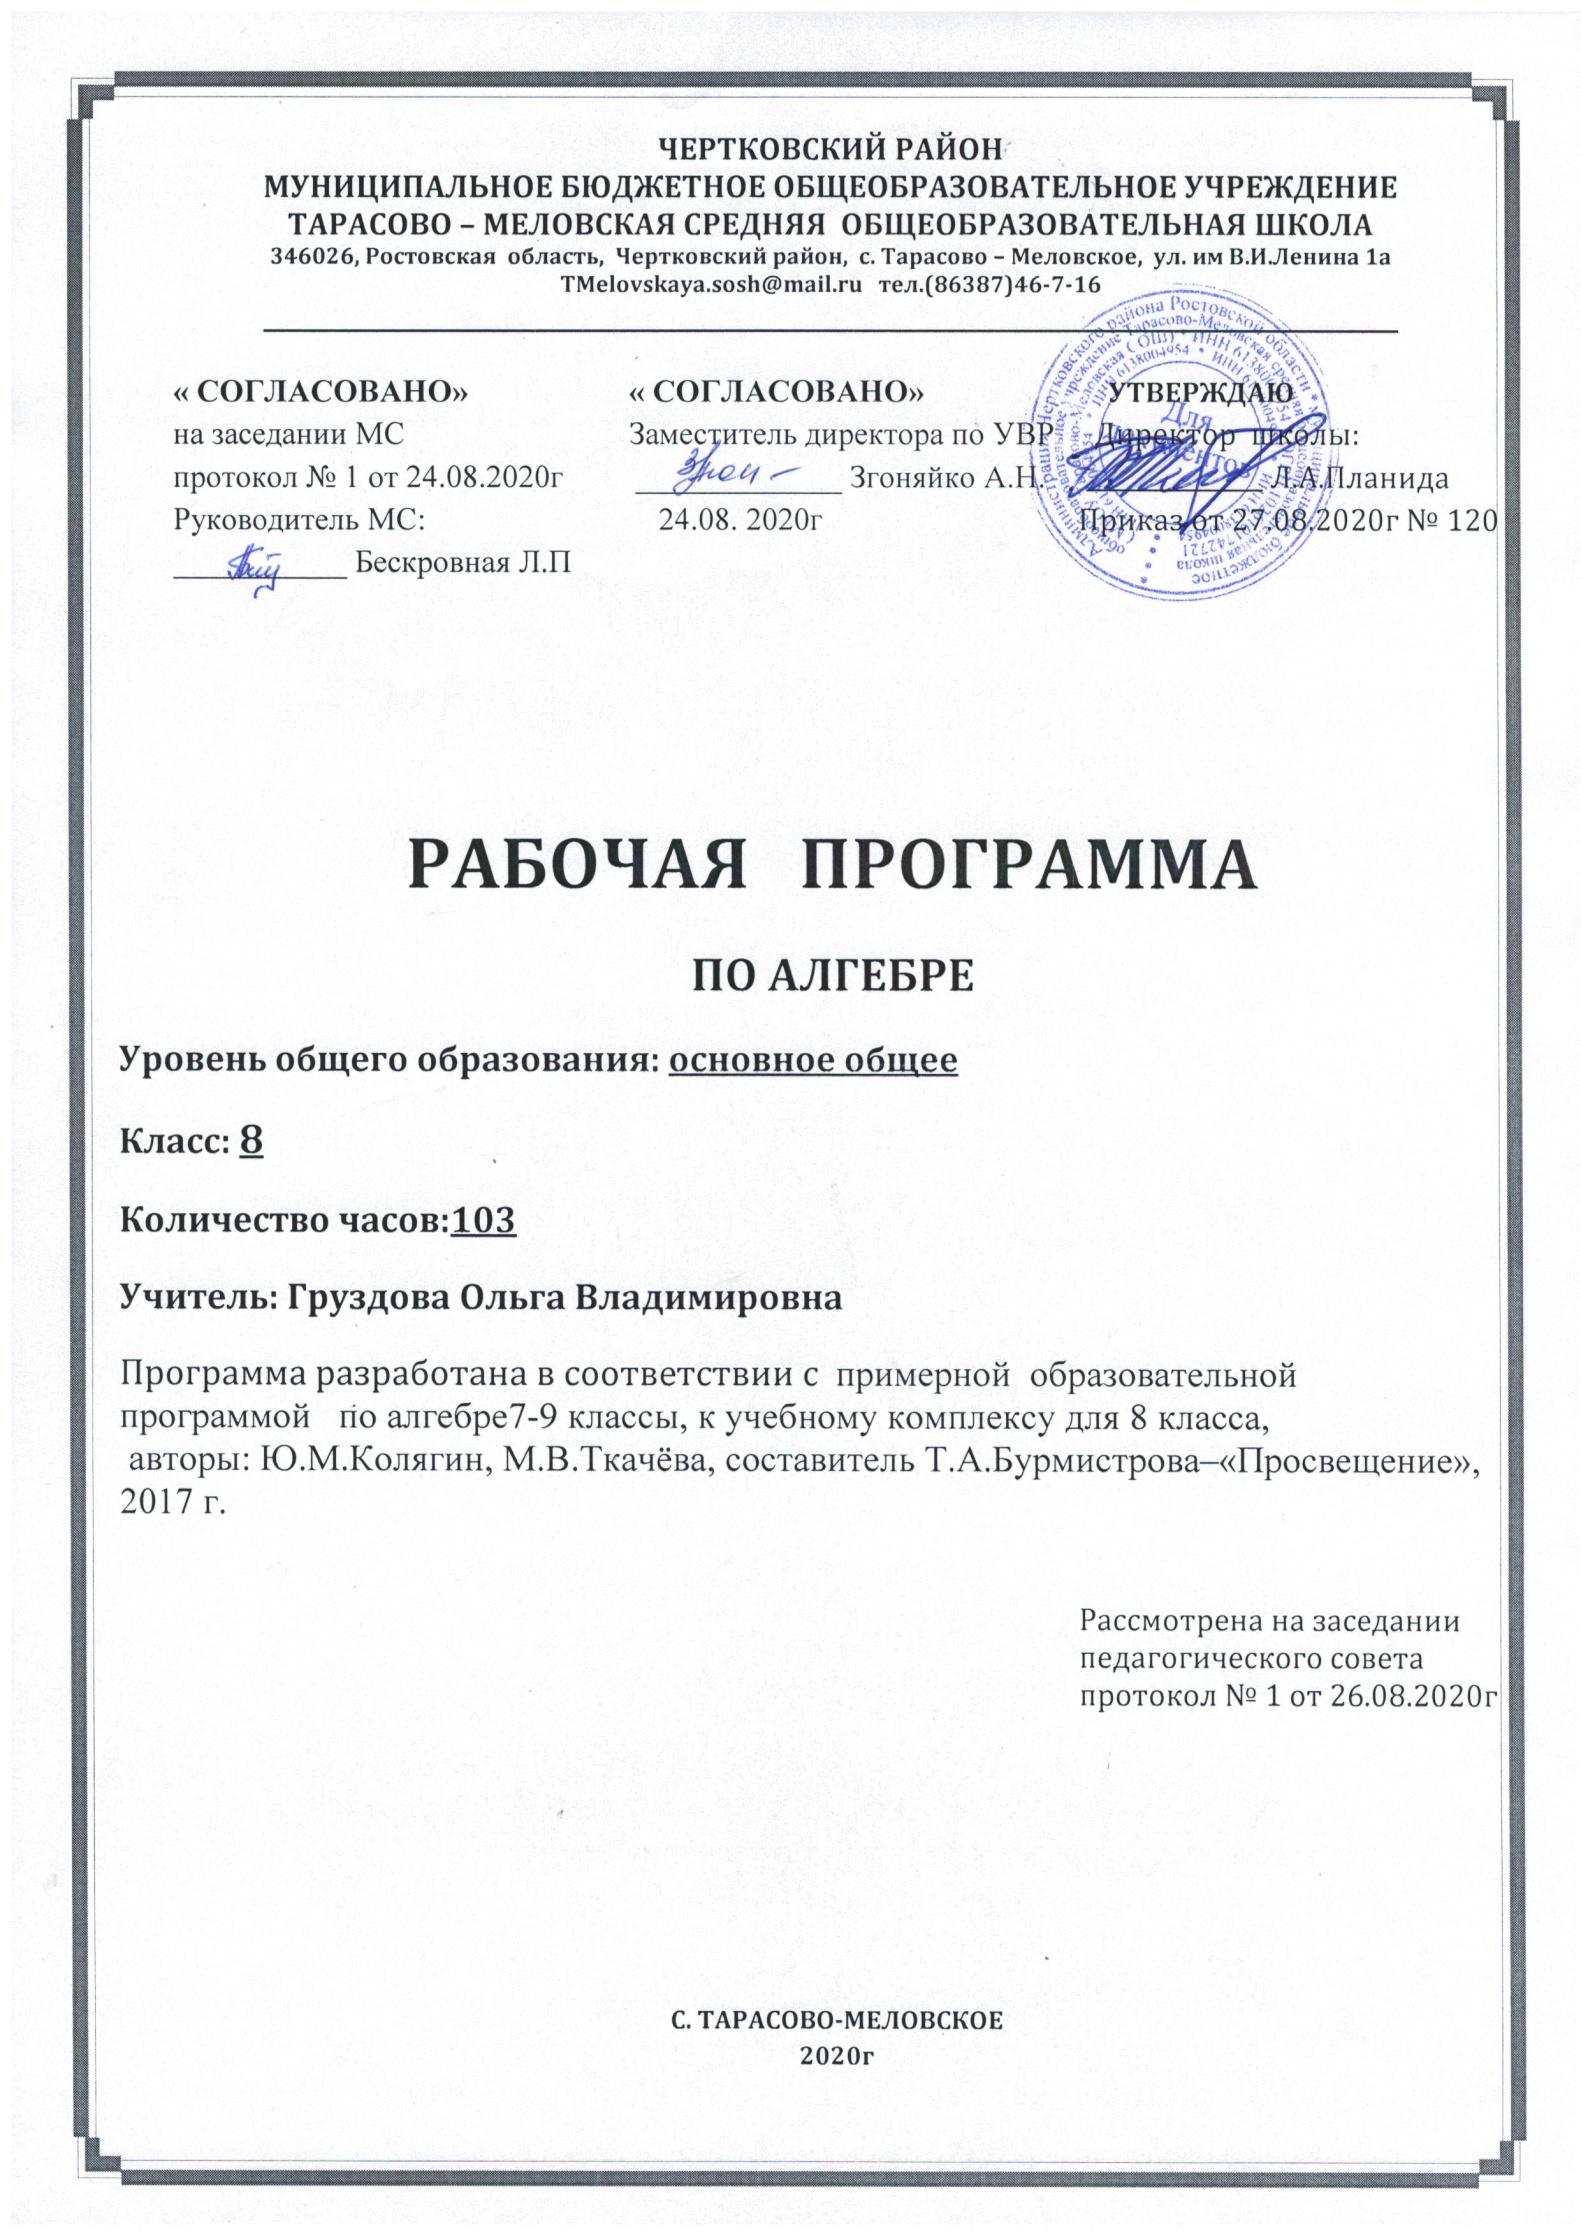 ЧЕРТКОВСКИЙ РАЙОН
МУНИЦИПАЛЬНОЕ БЮДЖЕТНОЕ ОБЩЕОБРАЗОВАТЕЛЬНОЕ УЧРЕЖДЕНИЕ
ТАРАСОВО – МЕЛОВСКАЯ СРЕДНЯЯ ОБЩЕОБРАЗОВАТЕЛЬНАЯ ШКОЛА
346026, Ростовская область, Чертковский район, с. Тарасово – Меловское, ул. им В.И.Ленина 1а
TMelovskaya.sosh@mail.ru тел.(86387)46-7-16
« СОГЛАСОВАНО»
на заседании МС
протокол № 1 от 24.08.2020г
Руководитель МС:
____________ Бескровная Л.П
« СОГЛАСОВАНО»
Заместитель директора по УВР
______________ Згоняйко А.Н.
24.08. 2020г
УТВЕРЖДАЮ
Директор школы:
_____________ Л.А.Планида
Приказ от 27.08.2020г № 120
Для
документов
РАБОЧАЯ ПРОГРАММА
ПО АЛГЕБРЕ
Уровень общего образования: основное общее
Класс: 8
Количество часов:103
Учитель: Груздова Ольга Владимировна
Программа разработана в соответствии с примерной образовательной
программой по алгебре7-9 классы, к учебному комплексу для 8 класса,
авторы: Ю.М.Колягин, М.В.Ткачёва, составитель Т.А.Бурмистрова–«Просвещение»,
2017 г.
Рассмотрена на заседании
педагогического совета
протокол № 1 от 26.08.2020г
С. ТАРАСОВО-МЕЛОВСКОЕ
2020г